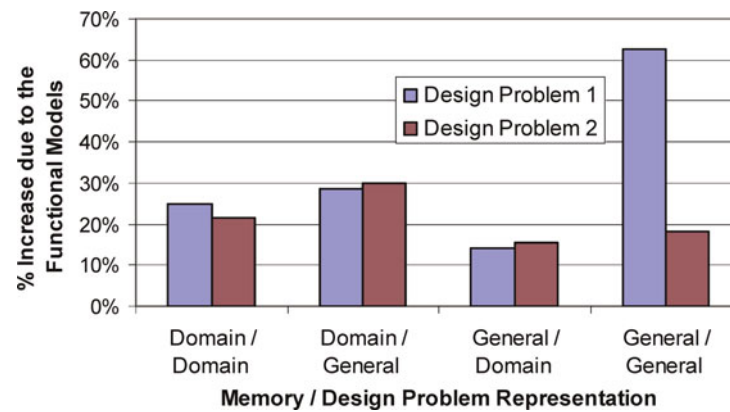 70%
60%
50%
40%
30%
20%
10%
0%
% Increase due to the
Functional Models
Design Problem 1
Design Problem 2
Domain /
Domain
Domain /
General
General /
Domain
General /
General
Memory / Design Problem Representation